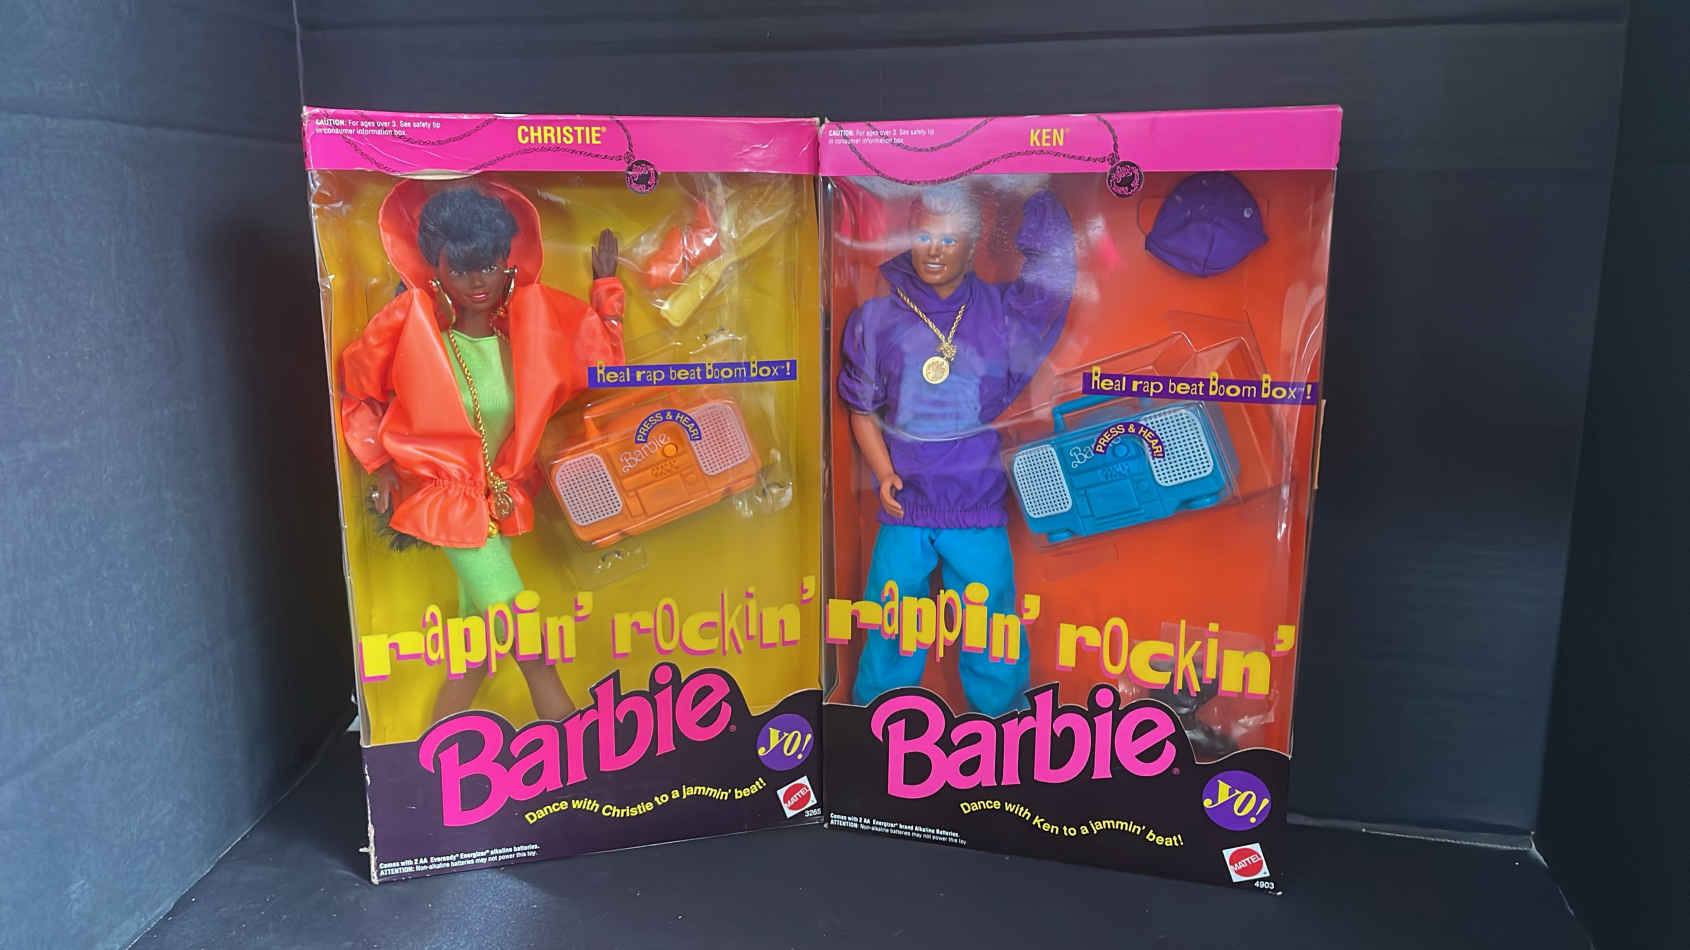 CAUTION: For ages over 3. See safety tip
in consumer information box.
CHRISTIE®
Real rap beat Boom Box™!
PRESS & HEAR!
Barbie
rappin' rockin'
Barbie®
yo!
Dance with Christie to a jammin' beat!
MATTEL
3265
Comes with 2 AA Eveready® Energizer® alkaline batteries.
ATTENTION: Non-alkaline batteries may not power this toy.
CAUTION: For ages over 3. See safety tip
in consumer information box.
KEN®
Real rap beat Boom Box™!
PRESS & HEAR!
Ba
rappin' rockin'
Barbie®
yo!
Dance with Ken to a jammin' beat!
Comes with 2 AA Energizer® brand Alkaline Batteries.
ATTENTION: Non-alkaline batteries may not power this toy.
MATTEL
4903